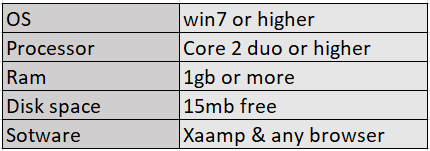 OS win7 or higher
Processor Core 2 duo or higher
Ram 1gb or more
Disk space 15mb free
Sotware Xaamp & any browser